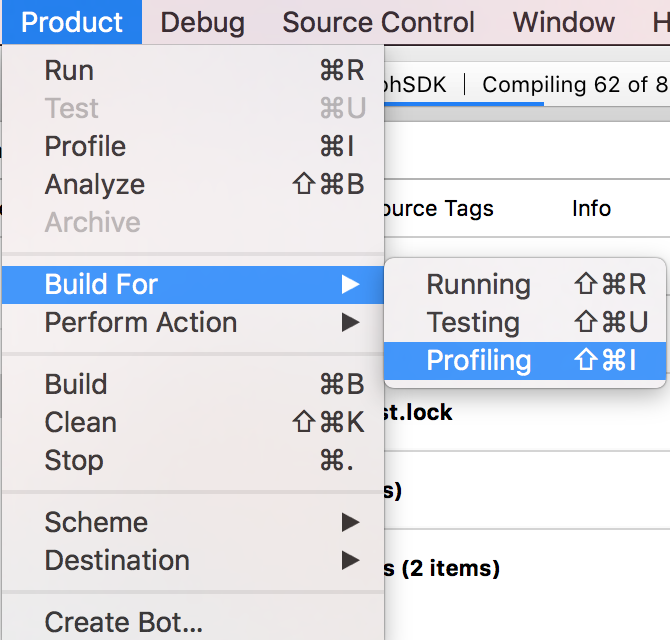 Product Debug Source Control Window
Run ⌘R
Test ⌘U
Profile ⌘I
Analyze ⇧⌘B
Archive
Build For ▶
Perform Action ▶
Build ⌘B
Clean ⇧⌘K
Stop ⌘.
Scheme ▶
Destination ▶
Create Bot...
Running ⇧⌘R
Testing ⇧⌘U
Profiling ⇧⌘I
phSDK | Compiling 62 of 8
ource Tags Info
st.lock
s)
s (2 items)